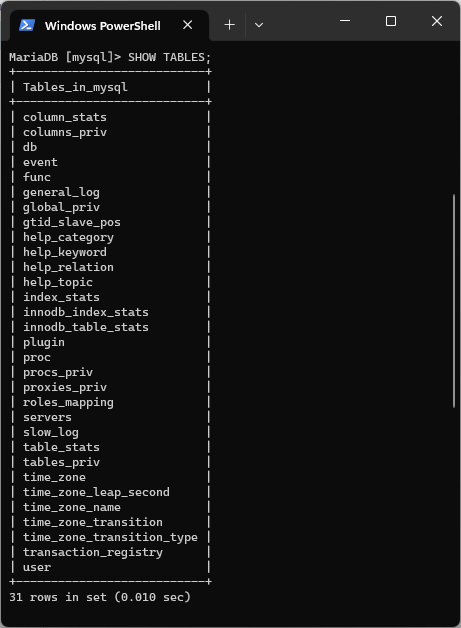 Windows PowerShell
MariaDB [mysql]> SHOW TABLES;
+---------------------------+
| Tables_in_mysql           |
+---------------------------+
| column_stats              |
| columns_priv              |
| db                        |
| event                     |
| func                      |
| general_log               |
| global_priv               |
| gtid_slave_pos            |
| help_category             |
| help_keyword              |
| help_relation             |
| help_topic                |
| index_stats               |
| innodb_index_stats        |
| innodb_table_stats        |
| plugin                    |
| proc                      |
| procs_priv                |
| proxies_priv              |
| roles_mapping             |
| servers                   |
| slow_log                  |
| table_stats               |
| tables_priv               |
| time_zone                 |
| time_zone_leap_second     |
| time_zone_name            |
| time_zone_transition      |
| time_zone_transition_type |
| transaction_registry      |
| user                      |
+---------------------------+
31 rows in set (0.010 sec)